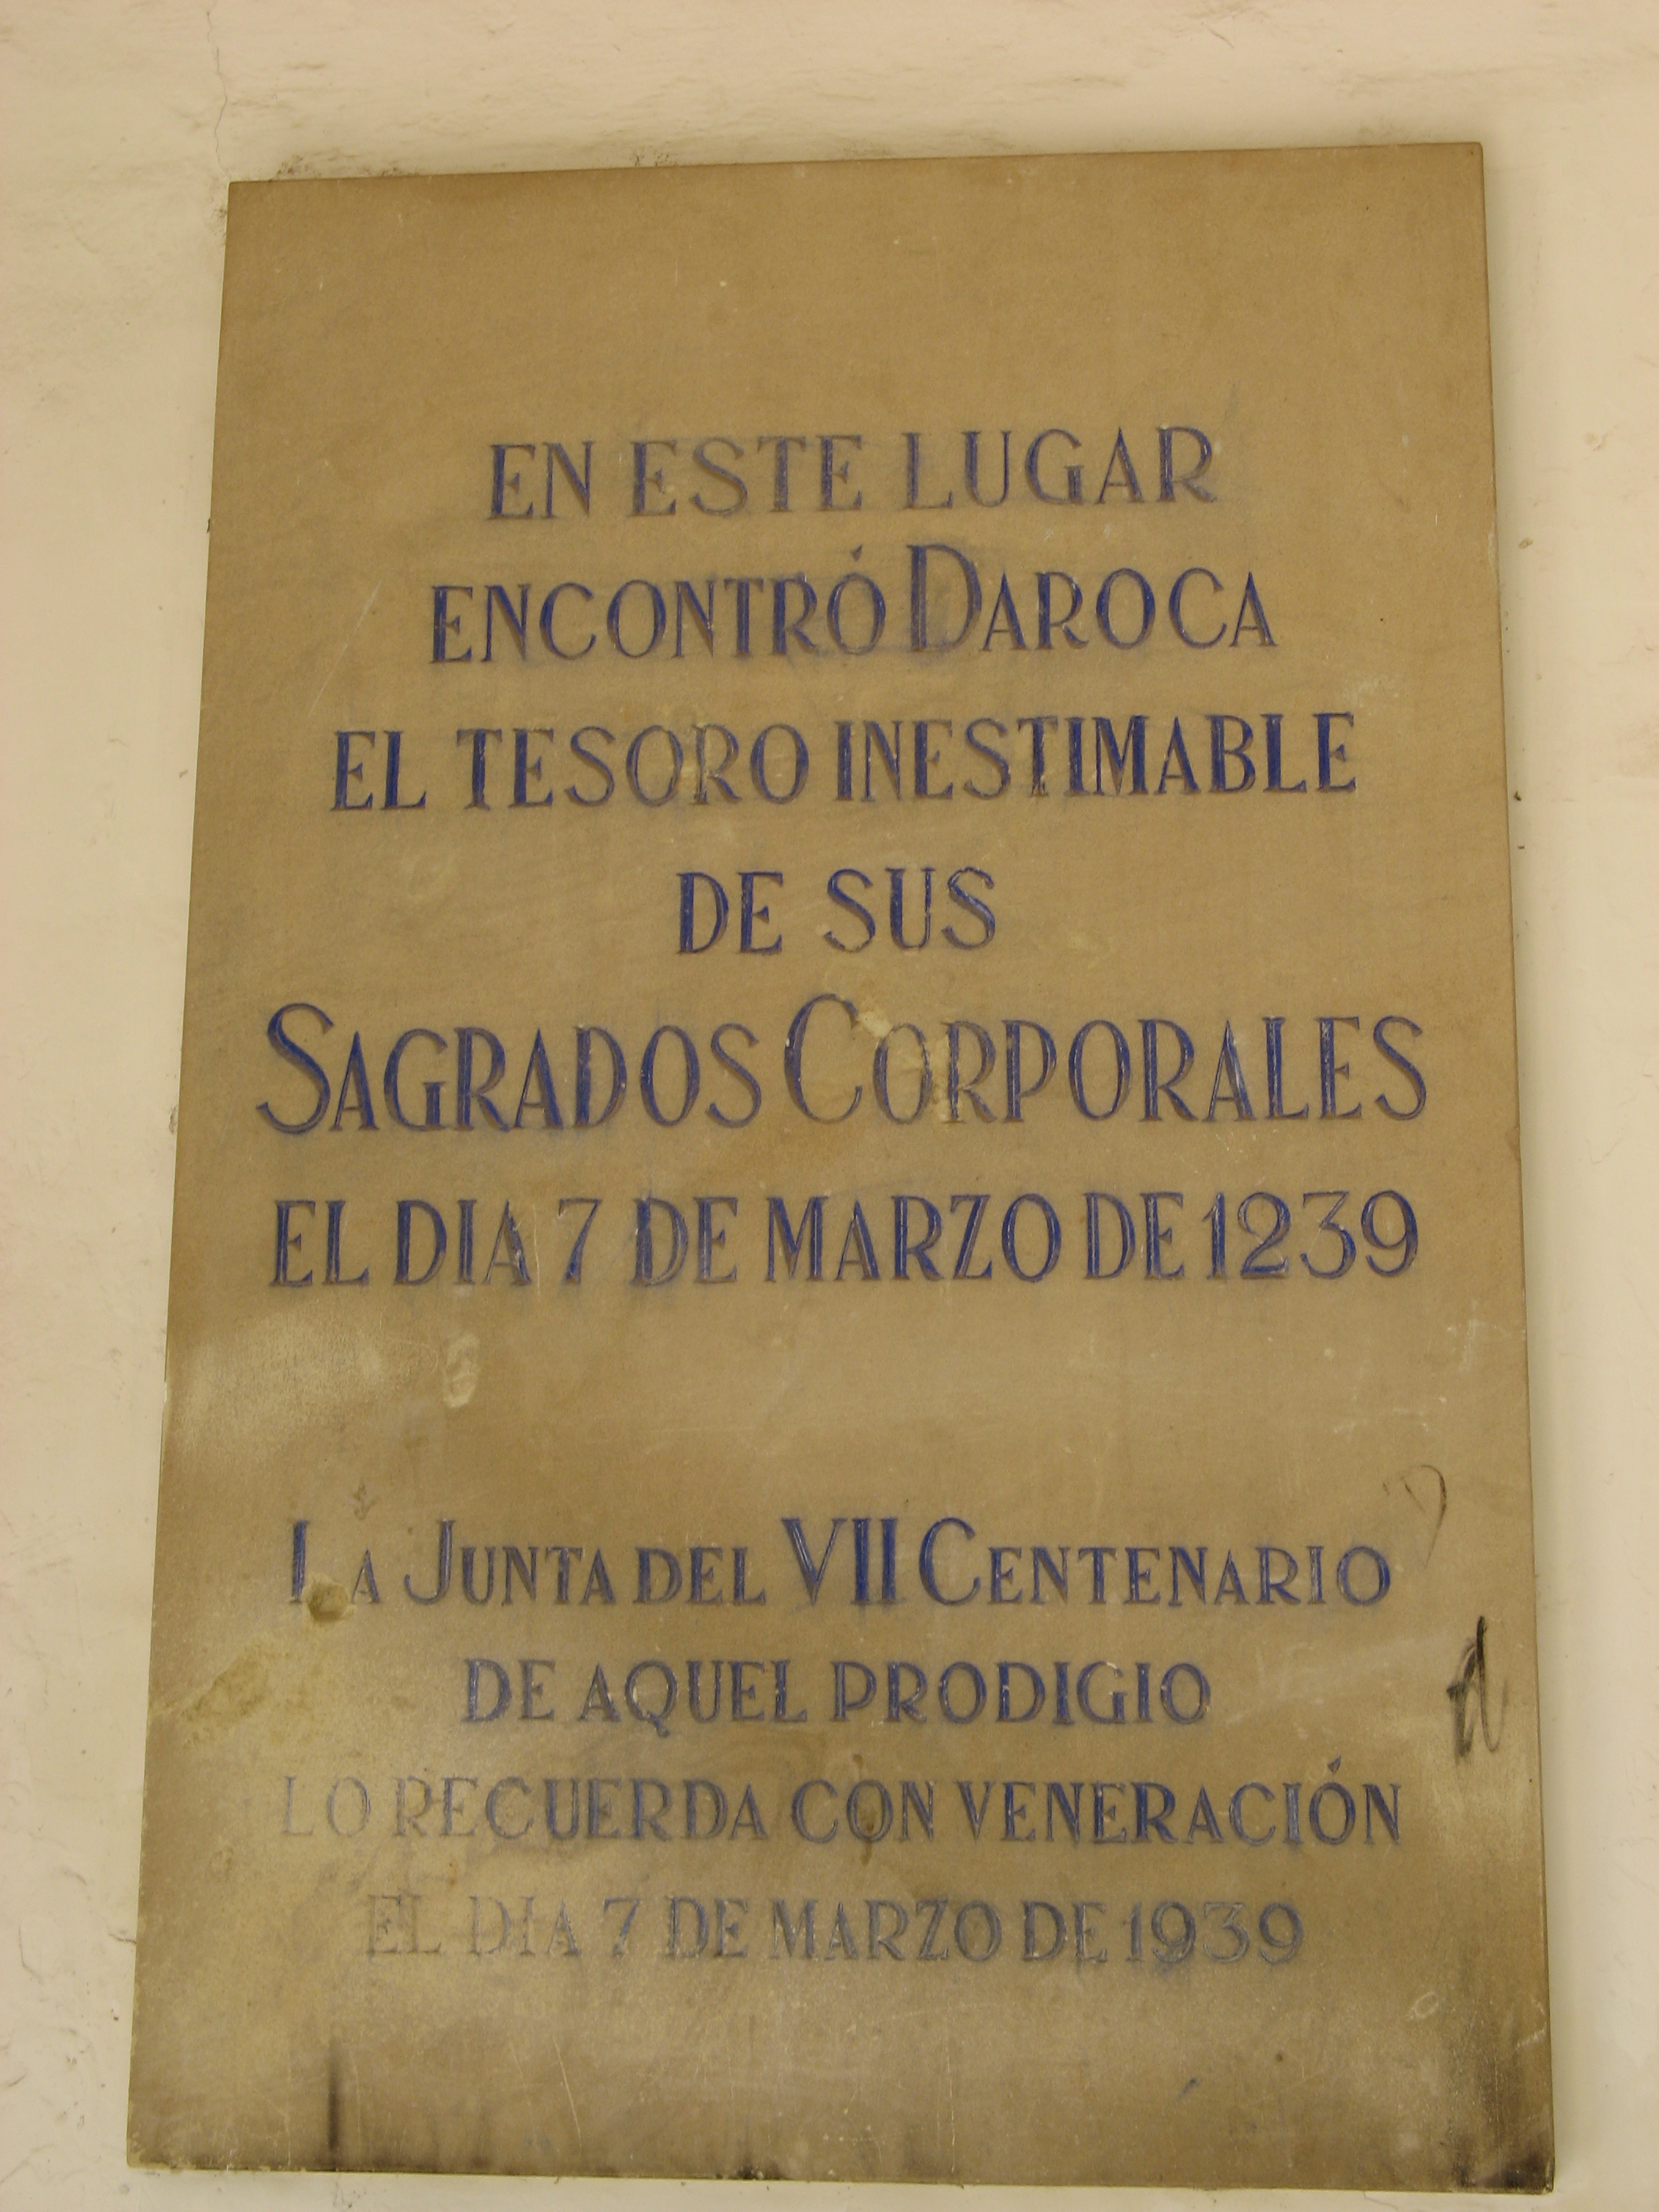 EN ESTE LUGAR
ENCONTRÓ DAROCA
EL TESORO INESTIMABLE
DE SUS
SAGRADOS CORPORALES
EL DIA 7 DE MARZO DE 1239
LA JUNTA DEL VII CENTENARIO
DE AQUEL PRODIGIO
LO RECUERDA CON VENERACIÓN
EL DIA 7 DE MARZO DE 1939